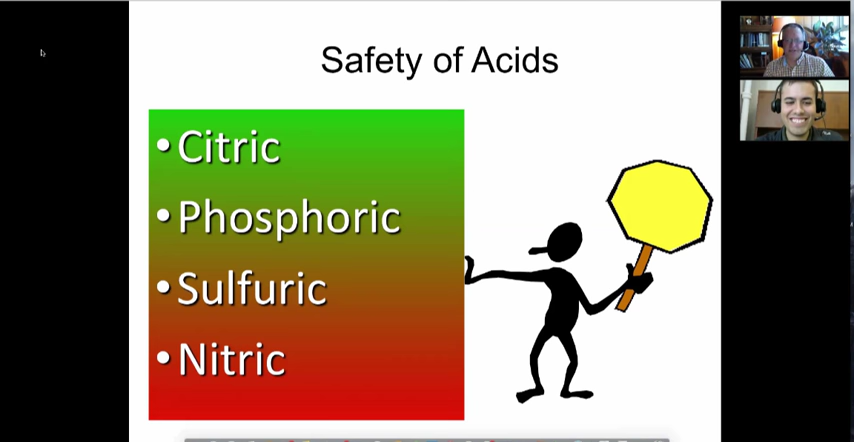 Safety of Acids
• Citric
• Phosphoric
• Sulfuric
• Nitric